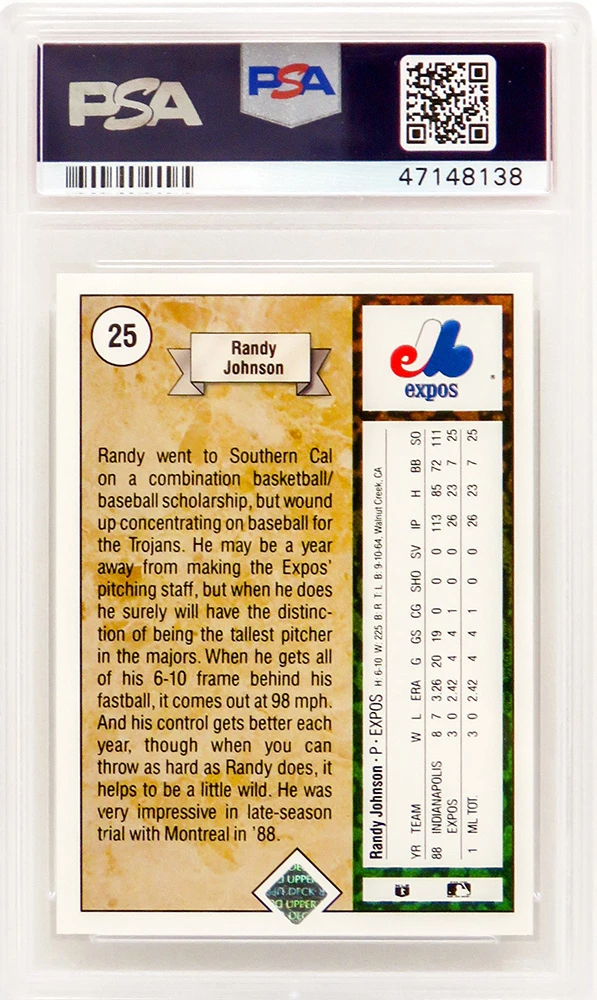 PSA
PSA
47148138
25
Randy
Johnson
expos
Randy went to Southern Cal
on a combination basketball/
baseball scholarship, but wound
up concentrating on baseball for
the Trojans. He may be a year
away from making the Expos'
pitching staff, but when he does
he surely will have the distinc-
tion of being the tallest pitcher
in the majors. When he gets all
of his 6-10 frame behind his
fastball, it comes out at 98 mph.
And his control gets better each
year, though when you can
throw as hard as Randy does, it
helps to be a little wild. He was
very impressive in late-season
trial with Montreal in '88.
Randy Johnson · P · EXPOS H: 6-10 W: 225 B: R T: L B: 9-10-64, Walnut Creek, CA
YR TEAM W L ERA G GS CG SHO SV IP H BB SO
88 INDIANAPOLIS 8 7 3.26 20 19 0 0 0 113 85 72 111
EXPOS 3 0 2.42 4 4 1 0 0 26 23 7 25
1 ML TOT. 3 0 2.42 4 4 1 0 0 26 23 7 25
UPPER
DECK
UPPER
DEC